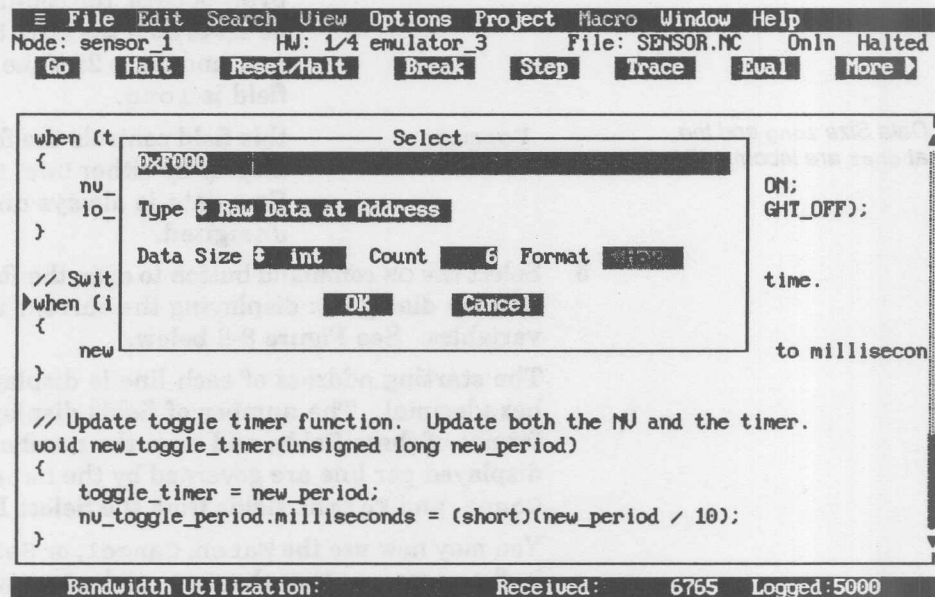 ≡ File Edit Search View Options Project Macro Window Help
Node: sensor_1 HW: 1/4 emulator_3 File: SENSOR.NC Onln Halted
Go Halt Reset/Halt Break Step Trace Eval More
when (t Select
{ 0xF000
nv_ ON;
io_ Type Raw Data at Address GHT_OFF);
}
Data Size int Count 6 Format Hex
// Swit time.
when (i OK Cancel
{
new to millisecon
}
// Update toggle timer function. Update both the NV and the timer.
void new_toggle_timer(unsigned long new_period)
{
toggle_timer = new_period;
nv_toggle_period.milliseconds = (short)(new_period / 10);
}
Bandwidth Utilization: Received: 6765 Logged:5000